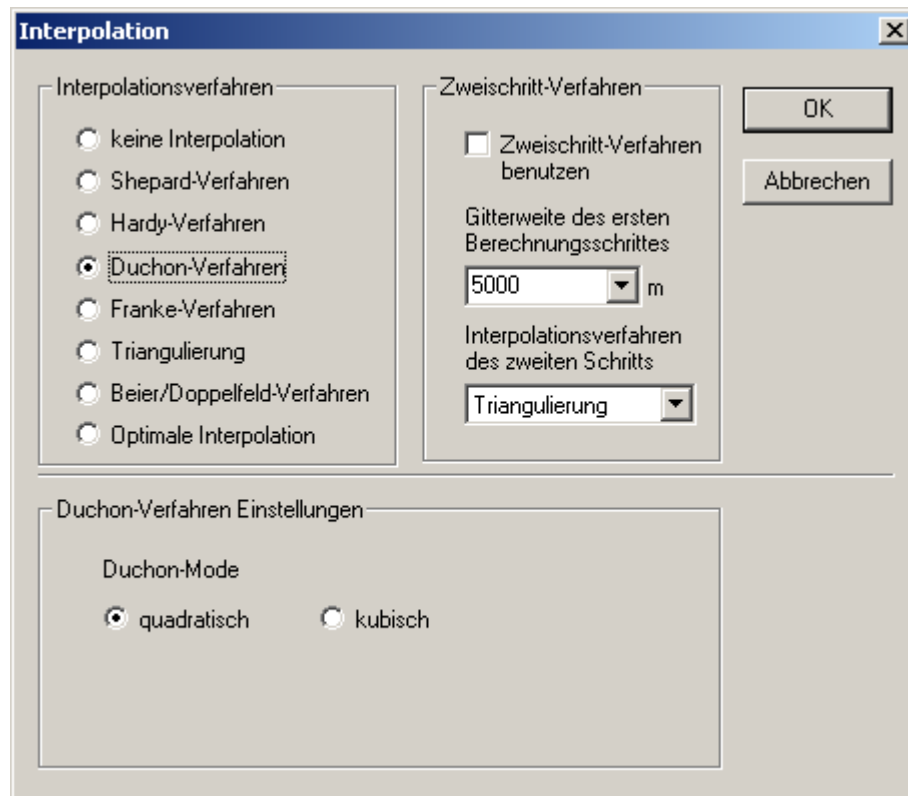 Interpolation
Interpolationsverfahren
keine Interpolation
Shepard-Verfahren
Hardy-Verfahren
Duchon-Verfahren
Franke-Verfahren
Triangulierung
Beier/Doppelfeld-Verfahren
Optimale Interpolation
Zweischritt-Verfahren
Zweischritt-Verfahren
benutzen
Gitterweite des ersten
Berechnungsschrittes
5000 m
Interpolationsverfahren
des zweiten Schritts
Triangulierung
OK
Abbrechen
Duchon-Verfahren Einstellungen
Duchon-Mode
quadratisch kubisch